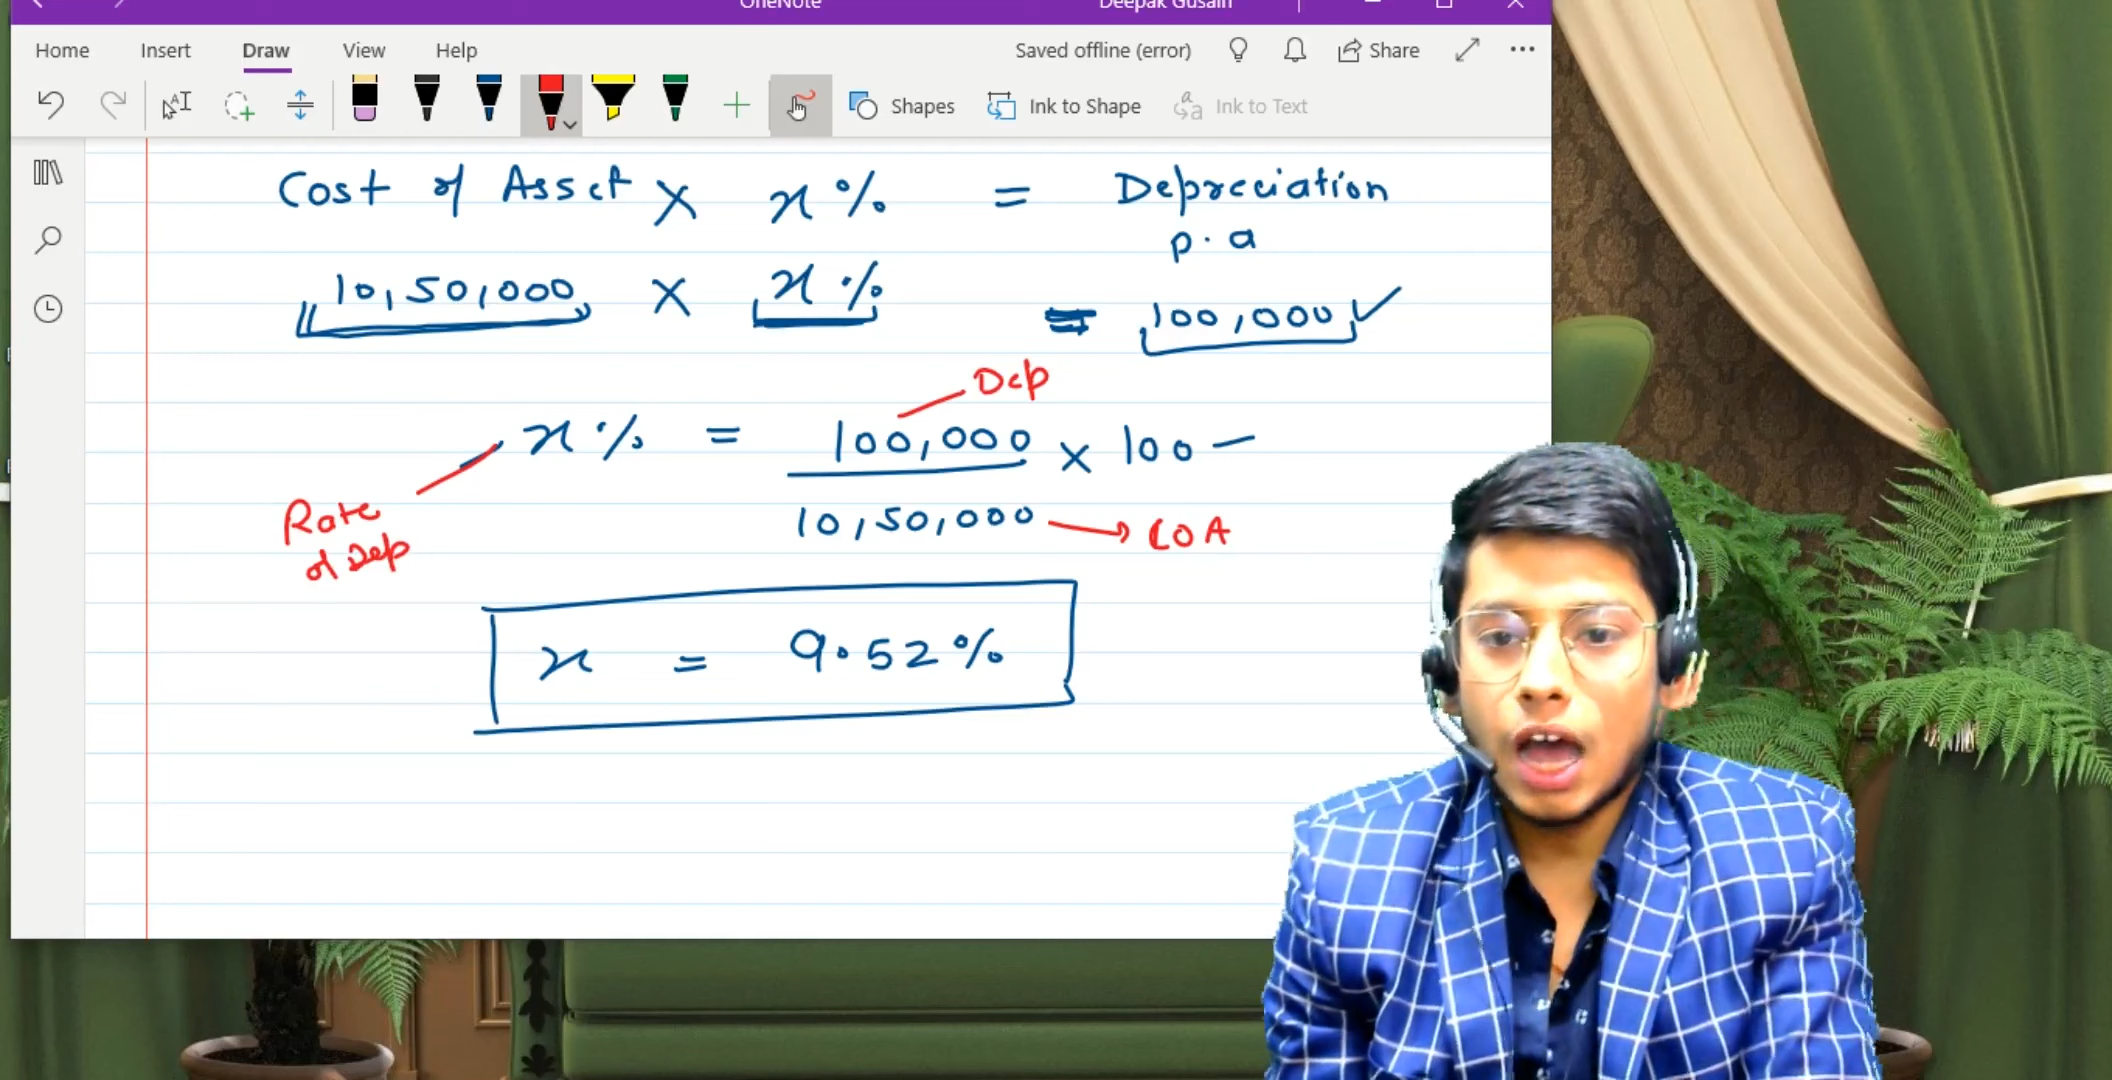 OneNote
Deepak Gusain
Home Insert Draw View Help
Saved offline (error) Share
Shapes Ink to Shape Ink to Text
Cost of Asset × x% = Depreciation
p.a
10,50,000 × x% = 100,000 ✓
Dep
x% = 100,000 × 100
10,50,000 → COA
Rate
of Dep
x = 9.52%